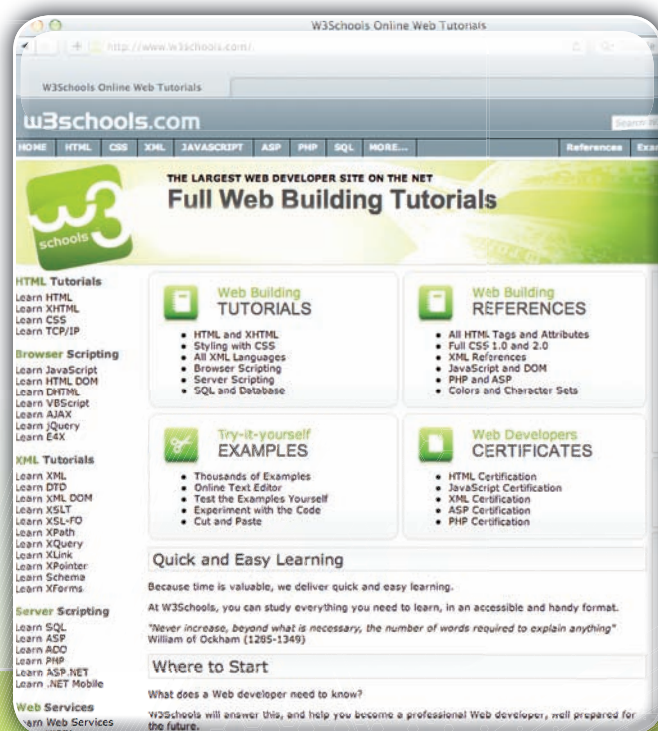 W3Schools Online Web Tutorials
http://www.w3schools.com/
W3Schools Online Web Tutorials
w3schools.com
HOME HTML CSS XML JAVASCRIPT ASP PHP SQL MORE... References
w3
schools
THE LARGEST WEB DEVELOPER SITE ON THE NET
Full Web Building Tutorials
HTML Tutorials
Learn HTML
Learn XHTML
Learn CSS
Learn TCP/IP
Browser Scripting
Learn JavaScript
Learn HTML DOM
Learn DHTML
Learn VBScript
Learn AJAX
Learn jQuery
Learn E4X
XML Tutorials
Learn XML
Learn DTD
Learn XML DOM
Learn XSLT
Learn XSL-FO
Learn XPath
Learn XQuery
Learn XLink
Learn XPointer
Learn Schema
Learn XForms
Server Scripting
Learn SQL
Learn ASP
Learn ADO
Learn PHP
Learn ASP.NET
Learn .NET Mobile
Web Services
Learn Web Services
Web Building
TUTORIALS
• HTML and XHTML
• Styling with CSS
• All XML Languages
• Browser Scripting
• Server Scripting
• SQL and Database
Web Building
REFERENCES
• All HTML Tags and Attributes
• Full CSS 1.0 and 2.0
• XML References
• JavaScript and DOM
• PHP and ASP
• Colors and Character Sets
Try-it-yourself
EXAMPLES
• Thousands of Examples
• Online Text Editor
• Test the Examples Yourself
• Experiment with the Code
• Cut and Paste
Web Developers
CERTIFICATES
• HTML Certification
• JavaScript Certification
• XML Certification
• ASP Certification
• PHP Certification
Quick and Easy Learning
Because time is valuable, we deliver quick and easy learning.
At W3Schools, you can study everything you need to learn, in an accessible and handy format.
"Never increase, beyond what is necessary, the number of words required to explain anything"
William of Ockham (1285-1349)
Where to Start
What does a Web developer need to know?
W3Schools will answer this, and help you become a professional Web developer, well prepared for
the future.